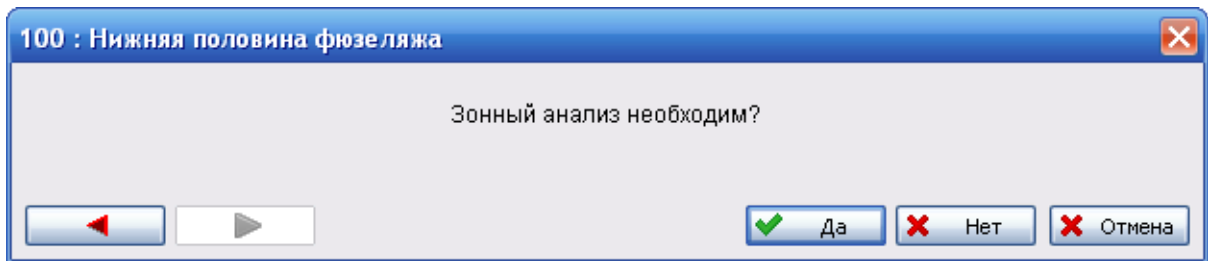 100 : Нижняя половина фюзеляжа
Зонный анализ необходим?
Да Нет Отмена